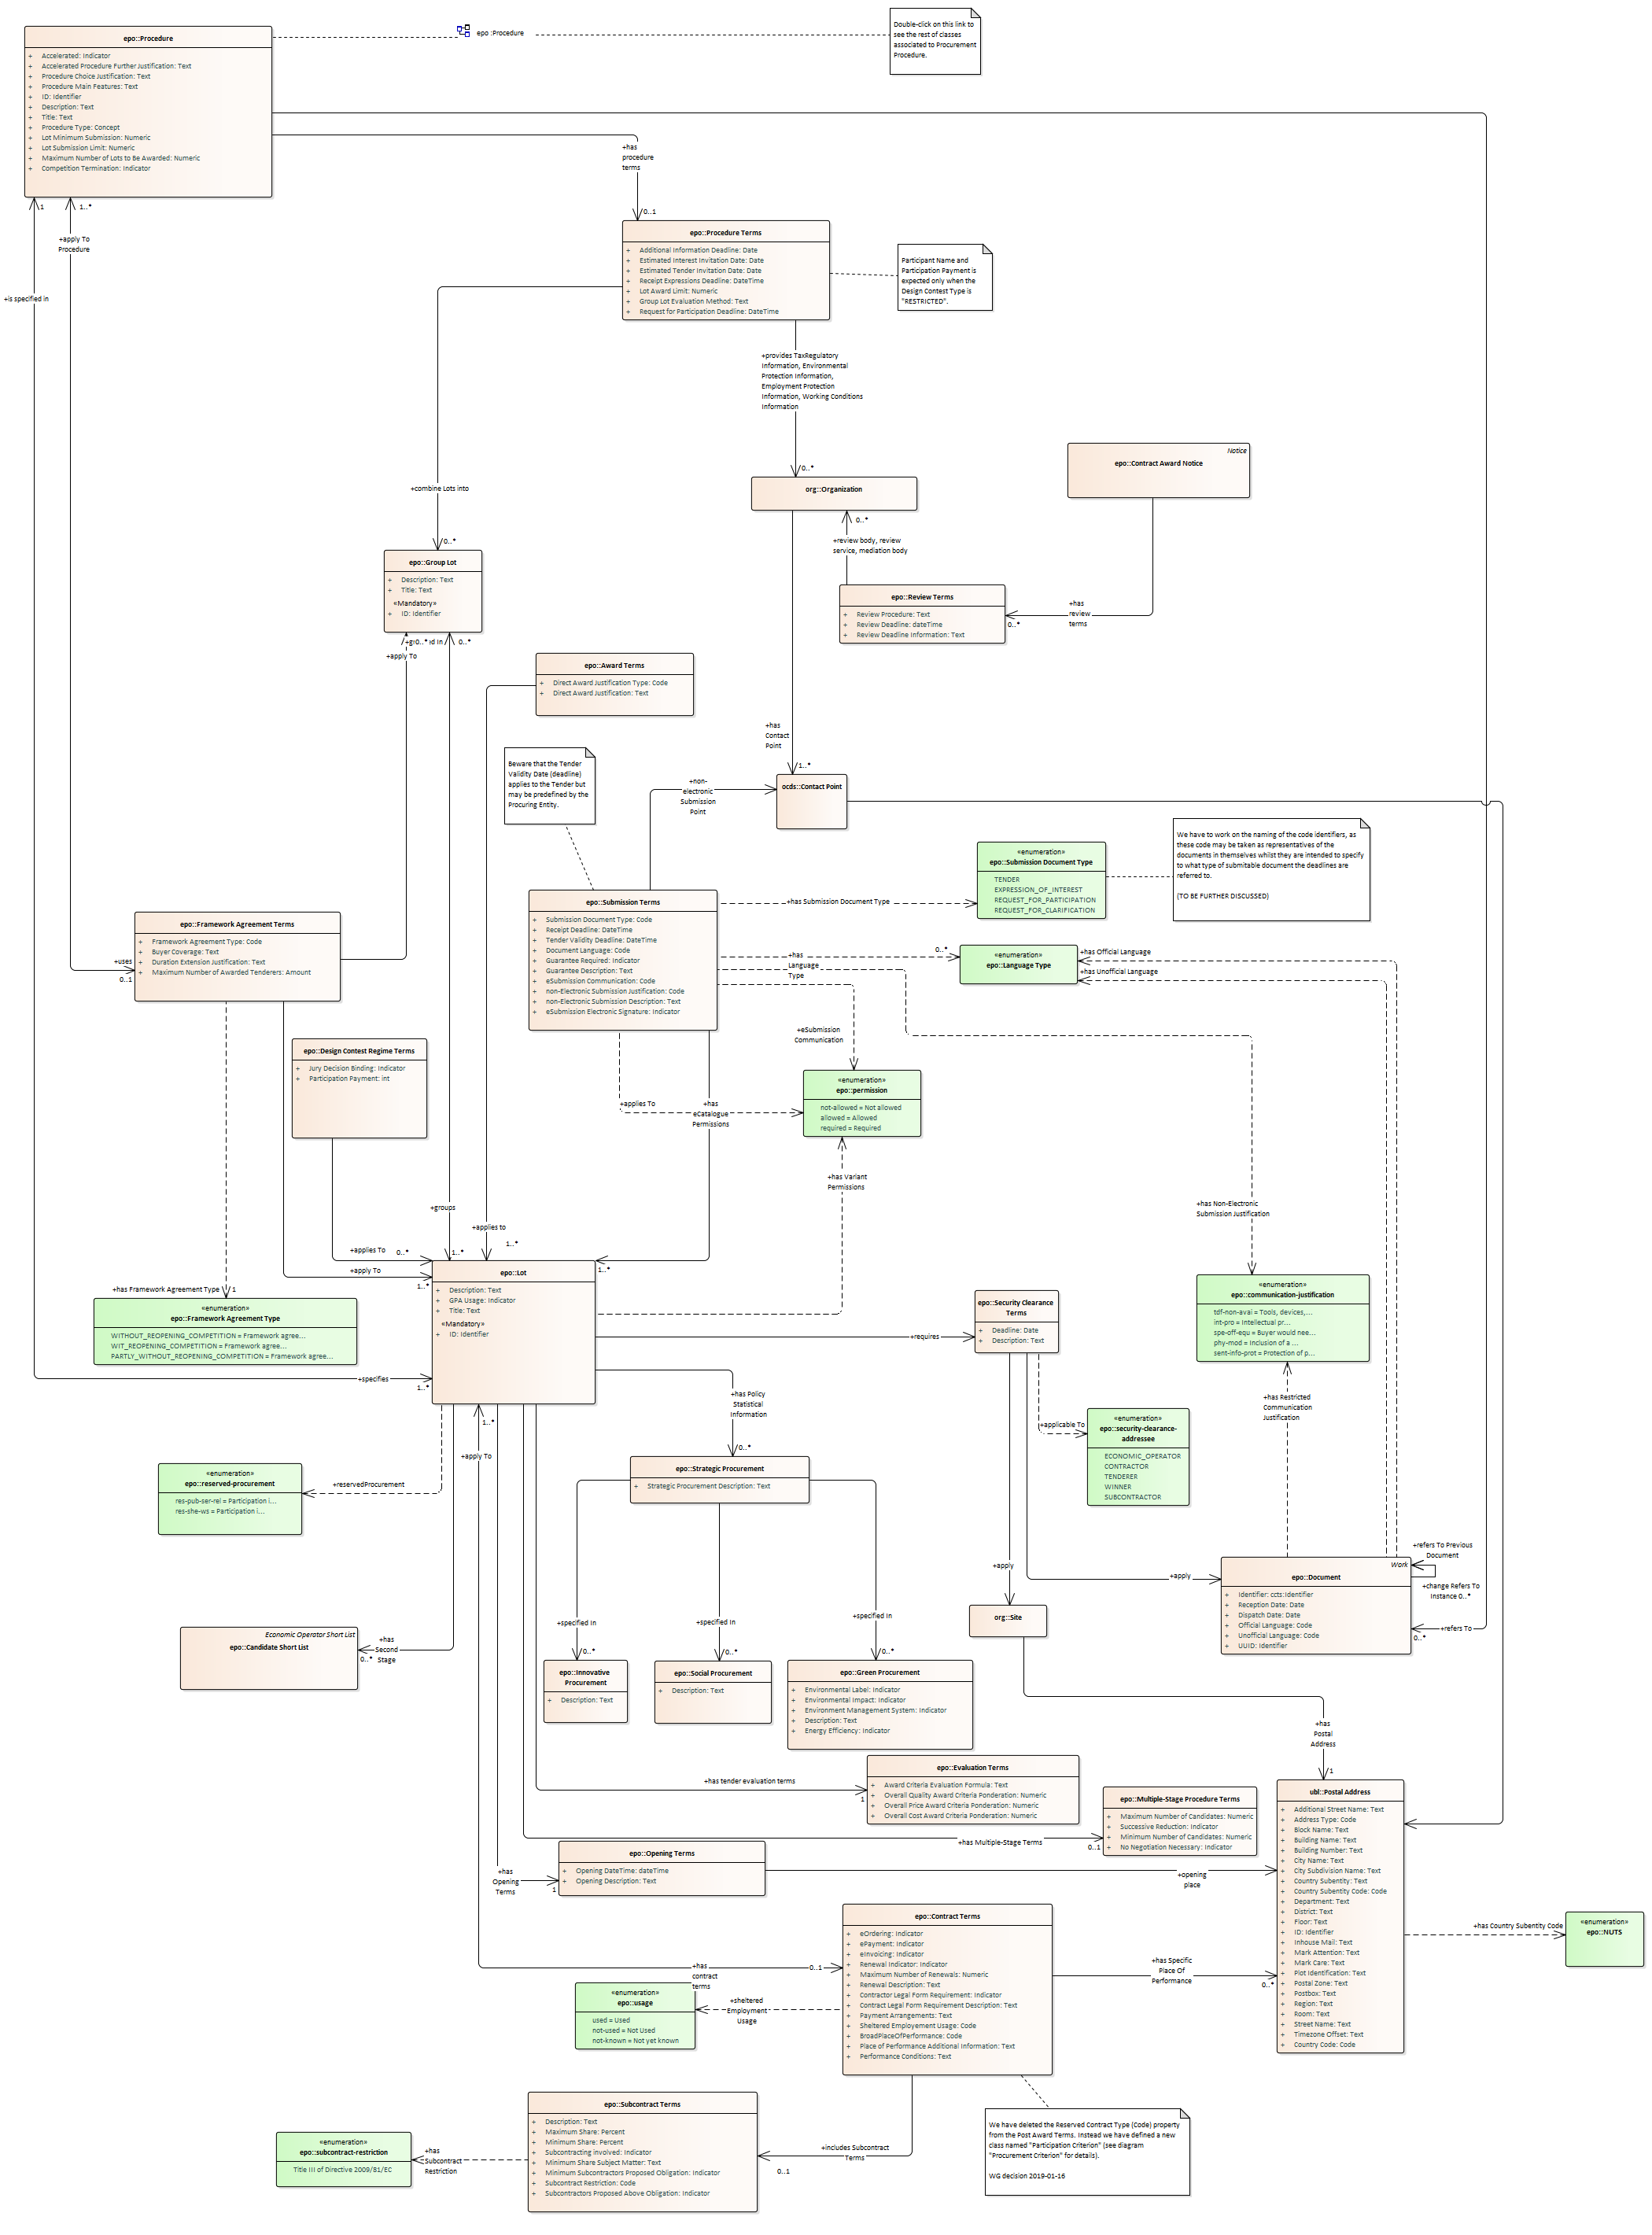 epo::Procedure
+ Accelerated: Indicator
+ Accelerated Procedure Further Justification: Text
+ Procedure Choice Justification: Text
+ Procedure Main Features: Text
+ ID: Identifier
+ Description: Text
+ Title: Text
+ Procedure Type: Concept
+ Lot Minimum Submission: Numeric
+ Lot Submission Limit: Numeric
+ Maximum Number of Lots to Be Awarded: Numeric
+ Competition Termination: Indicator
epo :Procedure
Double-click on this link to
see the rest of classes
associated to Procurement
Procedure.
+has
procedure
terms
0..1
1
1..*
+apply To
Procedure
+is specified in
epo::Procedure Terms
+ Additional Information Deadline: Date
+ Estimated Interest Invitation Date: Date
+ Estimated Tender Invitation Date: Date
+ Receipt Expressions Deadline: DateTime
+ Lot Award Limit: Numeric
+ Group Lot Evaluation Method: Text
+ Request for Participation Deadline: DateTime
Participant Name and
Participation Payment is
expected only when the
Design Contest Type is
"RESTRICTED".
+provides TaxRegulatory
Information, Environmental
Protection Information,
Employment Protection
Information, Working Conditions
Information
0..*
+combine Lots into
0..*
org::Organization
Notice
epo::Contract Award Notice
0..*
+review body, review
service, mediation body
epo::Group Lot
+ Description: Text
+ Title: Text
«Mandatory»
+ ID: Identifier
epo::Review Terms
+ Review Procedure: Text
+ Review Deadline: dateTime
+ Review Deadline Information: Text
+has
review
terms
0..*
0..*
id In
0..*
+apply To
epo::Award Terms
+ Direct Award Justification Type: Code
+ Direct Award Justification: Text
+has
Contact
Point
1..*
Beware that the Tender
Validity Date (deadline)
applies to the Tender but
may be predefined by the
Procuring Entity.
+non-
electronic
Submission
Point
ocds::Contact Point
«enumeration»
epo::Submission Document Type
TENDER
EXPRESSION_OF_INTEREST
REQUEST_FOR_PARTICIPATION
REQUEST_FOR_CLARIFICATION
We have to work on the naming of the code identifiers, as
these code may be taken as representatives of the
documents in themselves whilst they are intended to specify
to what type of submitable document the deadlines are
referred to.
(TO BE FURTHER DISCUSSED)
epo::Submission Terms
+ Submission Document Type: Code
+ Receipt Deadline: DateTime
+ Tender Validity Deadline: DateTime
+ Document Language: Code
+ Guarantee Required: Indicator
+ Guarantee Description: Text
+ eSubmission Communication: Code
+ non-Electronic Submission Justification: Code
+ non-Electronic Submission Description: Text
+ eSubmission Electronic Signature: Indicator
+has Submission Document Type
epo::Framework Agreement Terms
+ Framework Agreement Type: Code
+ Buyer Coverage: Text
+ Duration Extension Justification: Text
+ Maximum Number of Awarded Tenderers: Amount
+uses
0..1
+has
Language
Type
0..*
«enumeration»
epo::Language Type
+has Official Language
+has Unofficial Language
+eSubmission
Communication
epo::Design Contest Regime Terms
+ Jury Decision Binding: Indicator
+ Participation Payment: int
«enumeration»
epo::permission
not-allowed = Not allowed
allowed = Allowed
required = Required
+applies To
+has
eCatalogue
Permissions
+has Variant
Permissions
+has Non-Electronic
Submission Justification
+groups
+applies to
1..*
1..*
+applies To
0..*
+apply To
1..*
1..*
epo::Lot
+ Description: Text
+ GPA Usage: Indicator
+ Title: Text
«Mandatory»
+ ID: Identifier
+has Framework Agreement Type
1
«enumeration»
epo::Framework Agreement Type
WITHOUT_REOPENING_COMPETITION = Framework agree...
WIT_REOPENING_COMPETITION = Framework agree...
PARTLY_WITHOUT_REOPENING_COMPETITION = Framework agree...
+specifies
1..*
+requires
epo::Security Clearance
Terms
+ Deadline: Date
+ Description: Text
«enumeration»
epo::communication-justification
tdf-non-avai = Tools, devices,...
int-pro = Intellectual pr...
spe-off-equ = Buyer would nee...
phy-mod = Inclusion of a ...
sent-info-prot = Protection of p...
+has Policy
Statistical
Information
0..*
+has Restricted
Communication
Justification
+applicable To
«enumeration»
epo::security-clearance-
addressee
ECONOMIC_OPERATOR
CONTRACTOR
TENDERER
WINNER
SUBCONTRACTOR
1..*
+apply To
«enumeration»
epo::reserved-procurement
res-pub-ser-rel = Participation i...
res-she-ws = Participation i...
+reservedProcurement
epo::Strategic Procurement
+ Strategic Procurement Description: Text
+refers To Previous
Document
+change Refers To
Instance 0..*
+apply
+apply
Work
epo::Document
+ Identifier: ccts:Identifier
+ Reception Date: Date
+ Dispatch Date: Date
+ Official Language: Code
+ Unofficial Language: Code
+ UUID: Identifier
+refers To
0..*
org::Site
+specified In
0..*
+specified In
0..*
+specified In
0..*
Economic Operator Short List
epo::Candidate Short List
+has
Second
Stage
0..*
epo::Innovative
Procurement
+ Description: Text
epo::Social Procurement
+ Description: Text
epo::Green Procurement
+ Environmental Label: Indicator
+ Environmental Impact: Indicator
+ Environment Management System: Indicator
+ Description: Text
+ Energy Efficiency: Indicator
+has
Postal
Address
1
+has tender evaluation terms
1
epo::Evaluation Terms
+ Award Criteria Evaluation Formula: Text
+ Overall Quality Award Criteria Ponderation: Numeric
+ Overall Price Award Criteria Ponderation: Numeric
+ Overall Cost Award Criteria Ponderation: Numeric
epo::Multiple-Stage Procedure Terms
+ Maximum Number of Candidates: Numeric
+ Successive Reduction: Indicator
+ Minimum Number of Candidates: Numeric
+ No Negotiation Necessary: Indicator
+has Multiple-Stage Terms
0..1
ubl::Postal Address
+ Additional Street Name: Text
+ Address Type: Code
+ Block Name: Text
+ Building Name: Text
+ Building Number: Text
+ City Name: Text
+ City Subdivision Name: Text
+ Country Subentity: Text
+ Country Subentity Code: Code
+ Department: Text
+ District: Text
+ Floor: Text
+ ID: Identifier
+ Inhouse Mail: Text
+ Mark Attention: Text
+ Mark Care: Text
+ Plot Identification: Text
+ Postal Zone: Text
+ Postbox: Text
+ Region: Text
+ Room: Text
+ Street Name: Text
+ Timezone Offset: Text
+ Country Code: Code
+has
Opening
Terms
1
epo::Opening Terms
+ Opening DateTime: dateTime
+ Opening Description: Text
+opening
place
+has Country Subentity Code
«enumeration»
epo::NUTS
epo::Contract Terms
+ eOrdering: Indicator
+ ePayment: Indicator
+ eInvoicing: Indicator
+ Renewal Indicator: Indicator
+ Maximum Number of Renewals: Numeric
+ Renewal Description: Text
+ Contractor Legal Form Requirement: Indicator
+ Contract Legal Form Requirement Description: Text
+ Payment Arrangements: Text
+ Sheltered Employement Usage: Code
+ BroadPlaceOfPerformance: Code
+ Place of Performance Additional Information: Text
+ Performance Conditions: Text
+has
contract
terms
0..1
+has Specific
Place Of
Performance
0..*
«enumeration»
epo::usage
used = Used
not-used = Not Used
not-known = Not yet known
+sheltered
Employment
Usage
epo::Subcontract Terms
+ Description: Text
+ Maximum Share: Percent
+ Minimum Share: Percent
+ Subcontracting involved: Indicator
+ Minimum Share Subject Matter: Text
+ Minimum Subcontractors Proposed Obligation: Indicator
+ Subcontract Restriction: Code
+ Subcontractors Proposed Above Obligation: Indicator
+includes Subcontract
Terms
0..1
We have deleted the Reserved Contract Type (Code) property
from the Post Award Terms. Instead we have defined a new
class named "Participation Criterion" (see diagram
"Procurement Criterion" for details).
WG decision 2019-01-16
«enumeration»
epo::subcontract-restriction
Title III of Directive 2009/81/EC
+has
Subcontract
Restriction